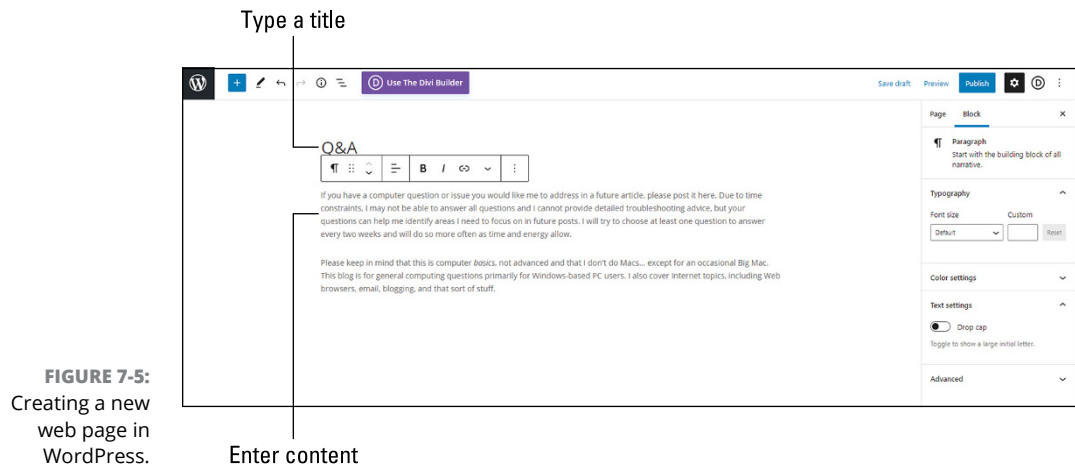 Type a title
Use The Divi Builder
Save draft
Preview
Publish
Page
Block
Q&A
Paragraph
Start with the building block of all
narrative.
B I
If you have a computer question or issue you would like me to address in a future article, please post it here. Due to time
constraints, I may not be able to answer all questions and I cannot provide detailed troubleshooting advice, but your
questions can help me identify areas I need to focus on in future posts. I will try to choose at least one question to answer
every two weeks and will do so more often as time and energy allow.
Please keep in mind that this is computer basics, not advanced and that I don't do Macs... except for an occasional Big Mac.
This blog is for general computing questions primarily for Windows-based PC users. I also cover Internet topics, including Web
browsers, email, blogging, and that sort of stuff.
Typography
Font size
Custom
Default
Reset
Color settings
Text settings
Drop cap
Toggle to show a large initial letter.
Advanced
FIGURE 7-5:
Creating a new
web page in
WordPress.
Enter content